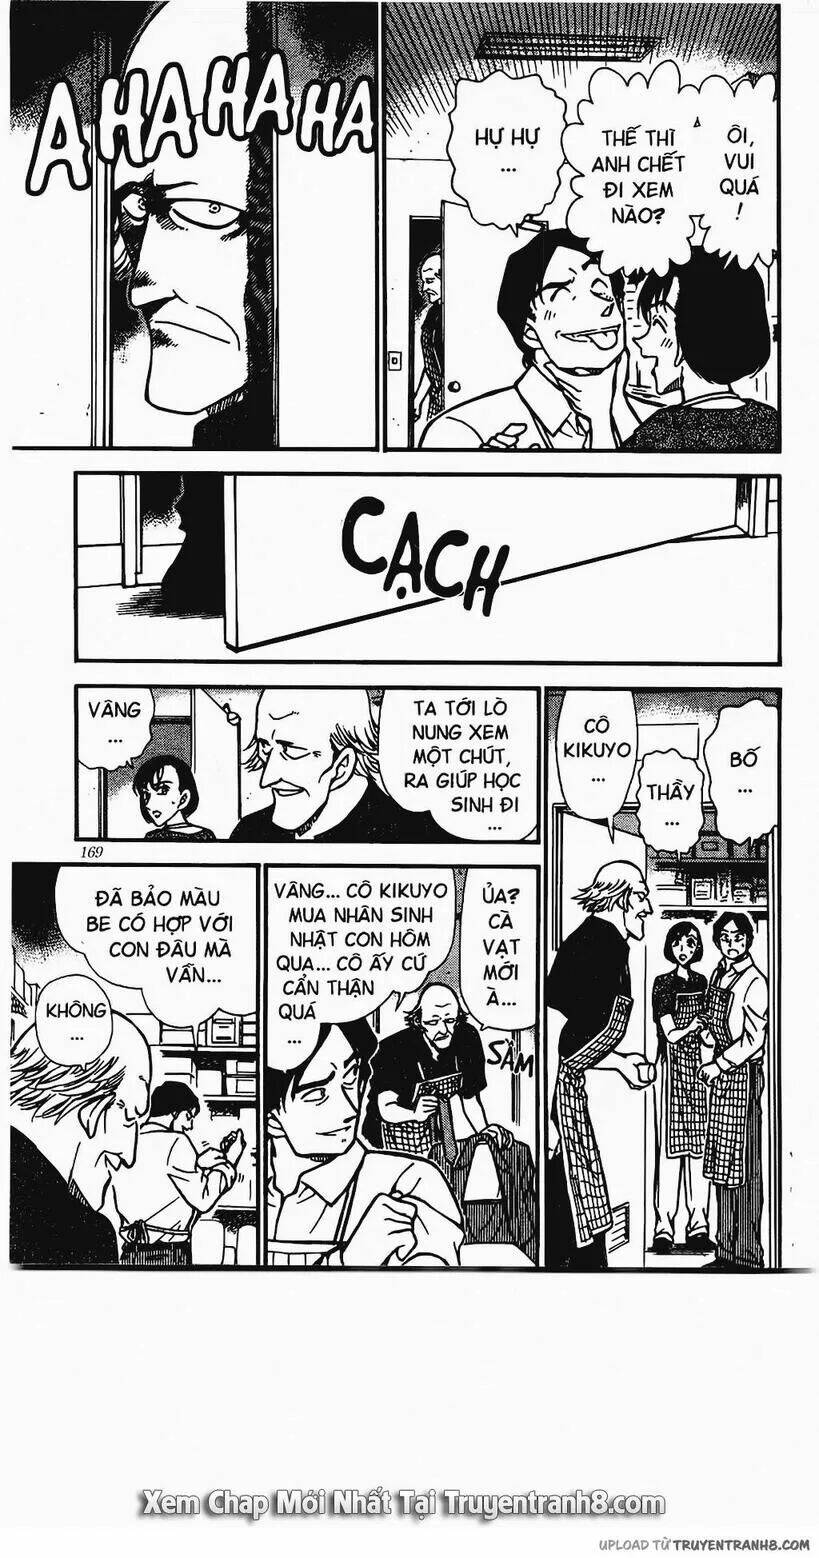 ÔI,
VUI
QUÁ
!
THẾ THÌ
ANH CHẾT
ĐI XEM
NÀO?
HỰ HỰ
...
A HA HA HA
CẠCH
BỐ
...
THẦY
...
CÔ
KIKUYO
...
TA TỚI LÒ
NUNG XEM
MỘT CHÚT,
RA GIÚP HỌC
SINH ĐI
...
VÂNG
...
169
ỦA?
CÀ
VẠT
MỚI
À...
SẦM
VÂNG... CÔ KIKUYO
MUA NHÂN SINH
NHẬT CON HÔM
QUA... CÔ ẤY CỨ
CẨN THẬN
QUÁ
...
ĐÃ BẢO MÀU
BE CÓ HỢP VỚI
CON ĐÂU MÀ
VẪN...
KHÔNG
...
Xem Chap Mới Nhất Tại Truyentranh8.com
UPLOAD TỪ TRUYENTRANH8.COM